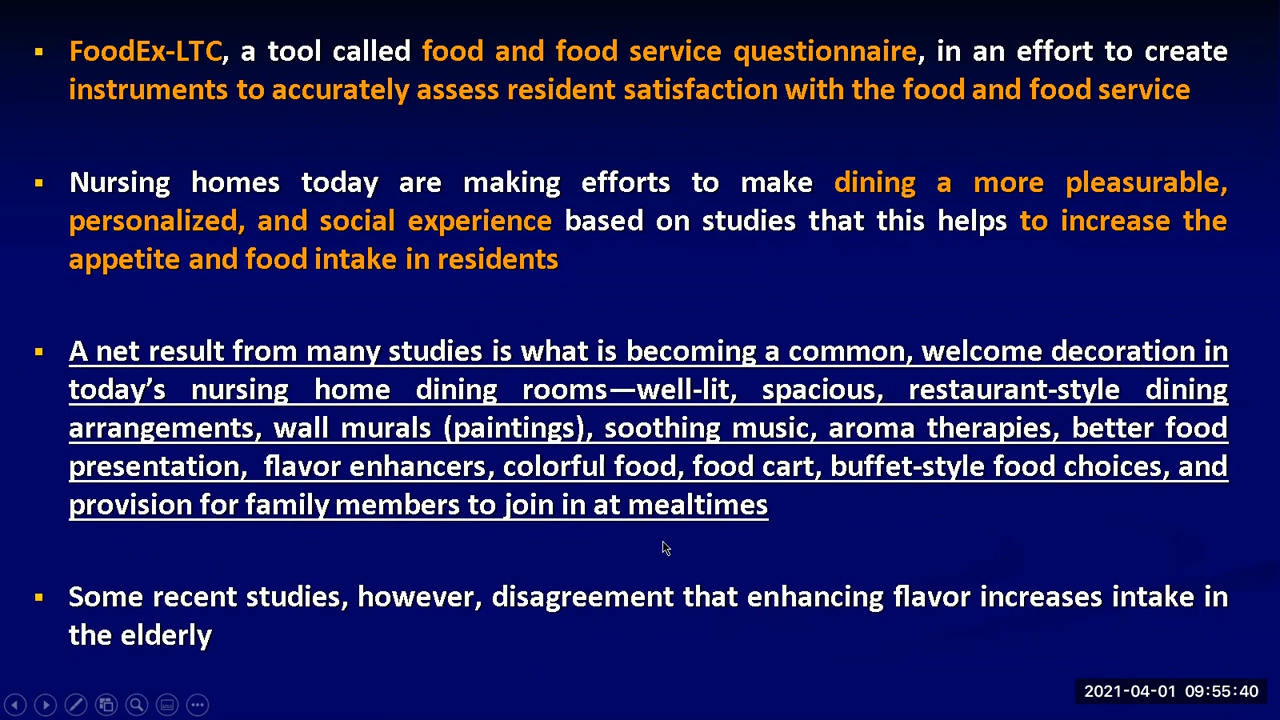 FoodEx-LTC, a tool called food and food service questionnaire, in an effort to create
instruments to accurately assess resident satisfaction with the food and food service
Nursing homes today are making efforts to make dining a more pleasurable,
personalized, and social experience based on studies that this helps to increase the
appetite and food intake in residents
A net result from many studies is what is becoming a common, welcome decoration in
today’s nursing home dining rooms—well-lit, spacious, restaurant-style dining
arrangements, wall murals (paintings), soothing music, aroma therapies, better food
presentation, flavor enhancers, colorful food, food cart, buffet-style food choices, and
provision for family members to join in at mealtimes
Some recent studies, however, disagreement that enhancing flavor increases intake in
the elderly
2021-04-01 09:55:40